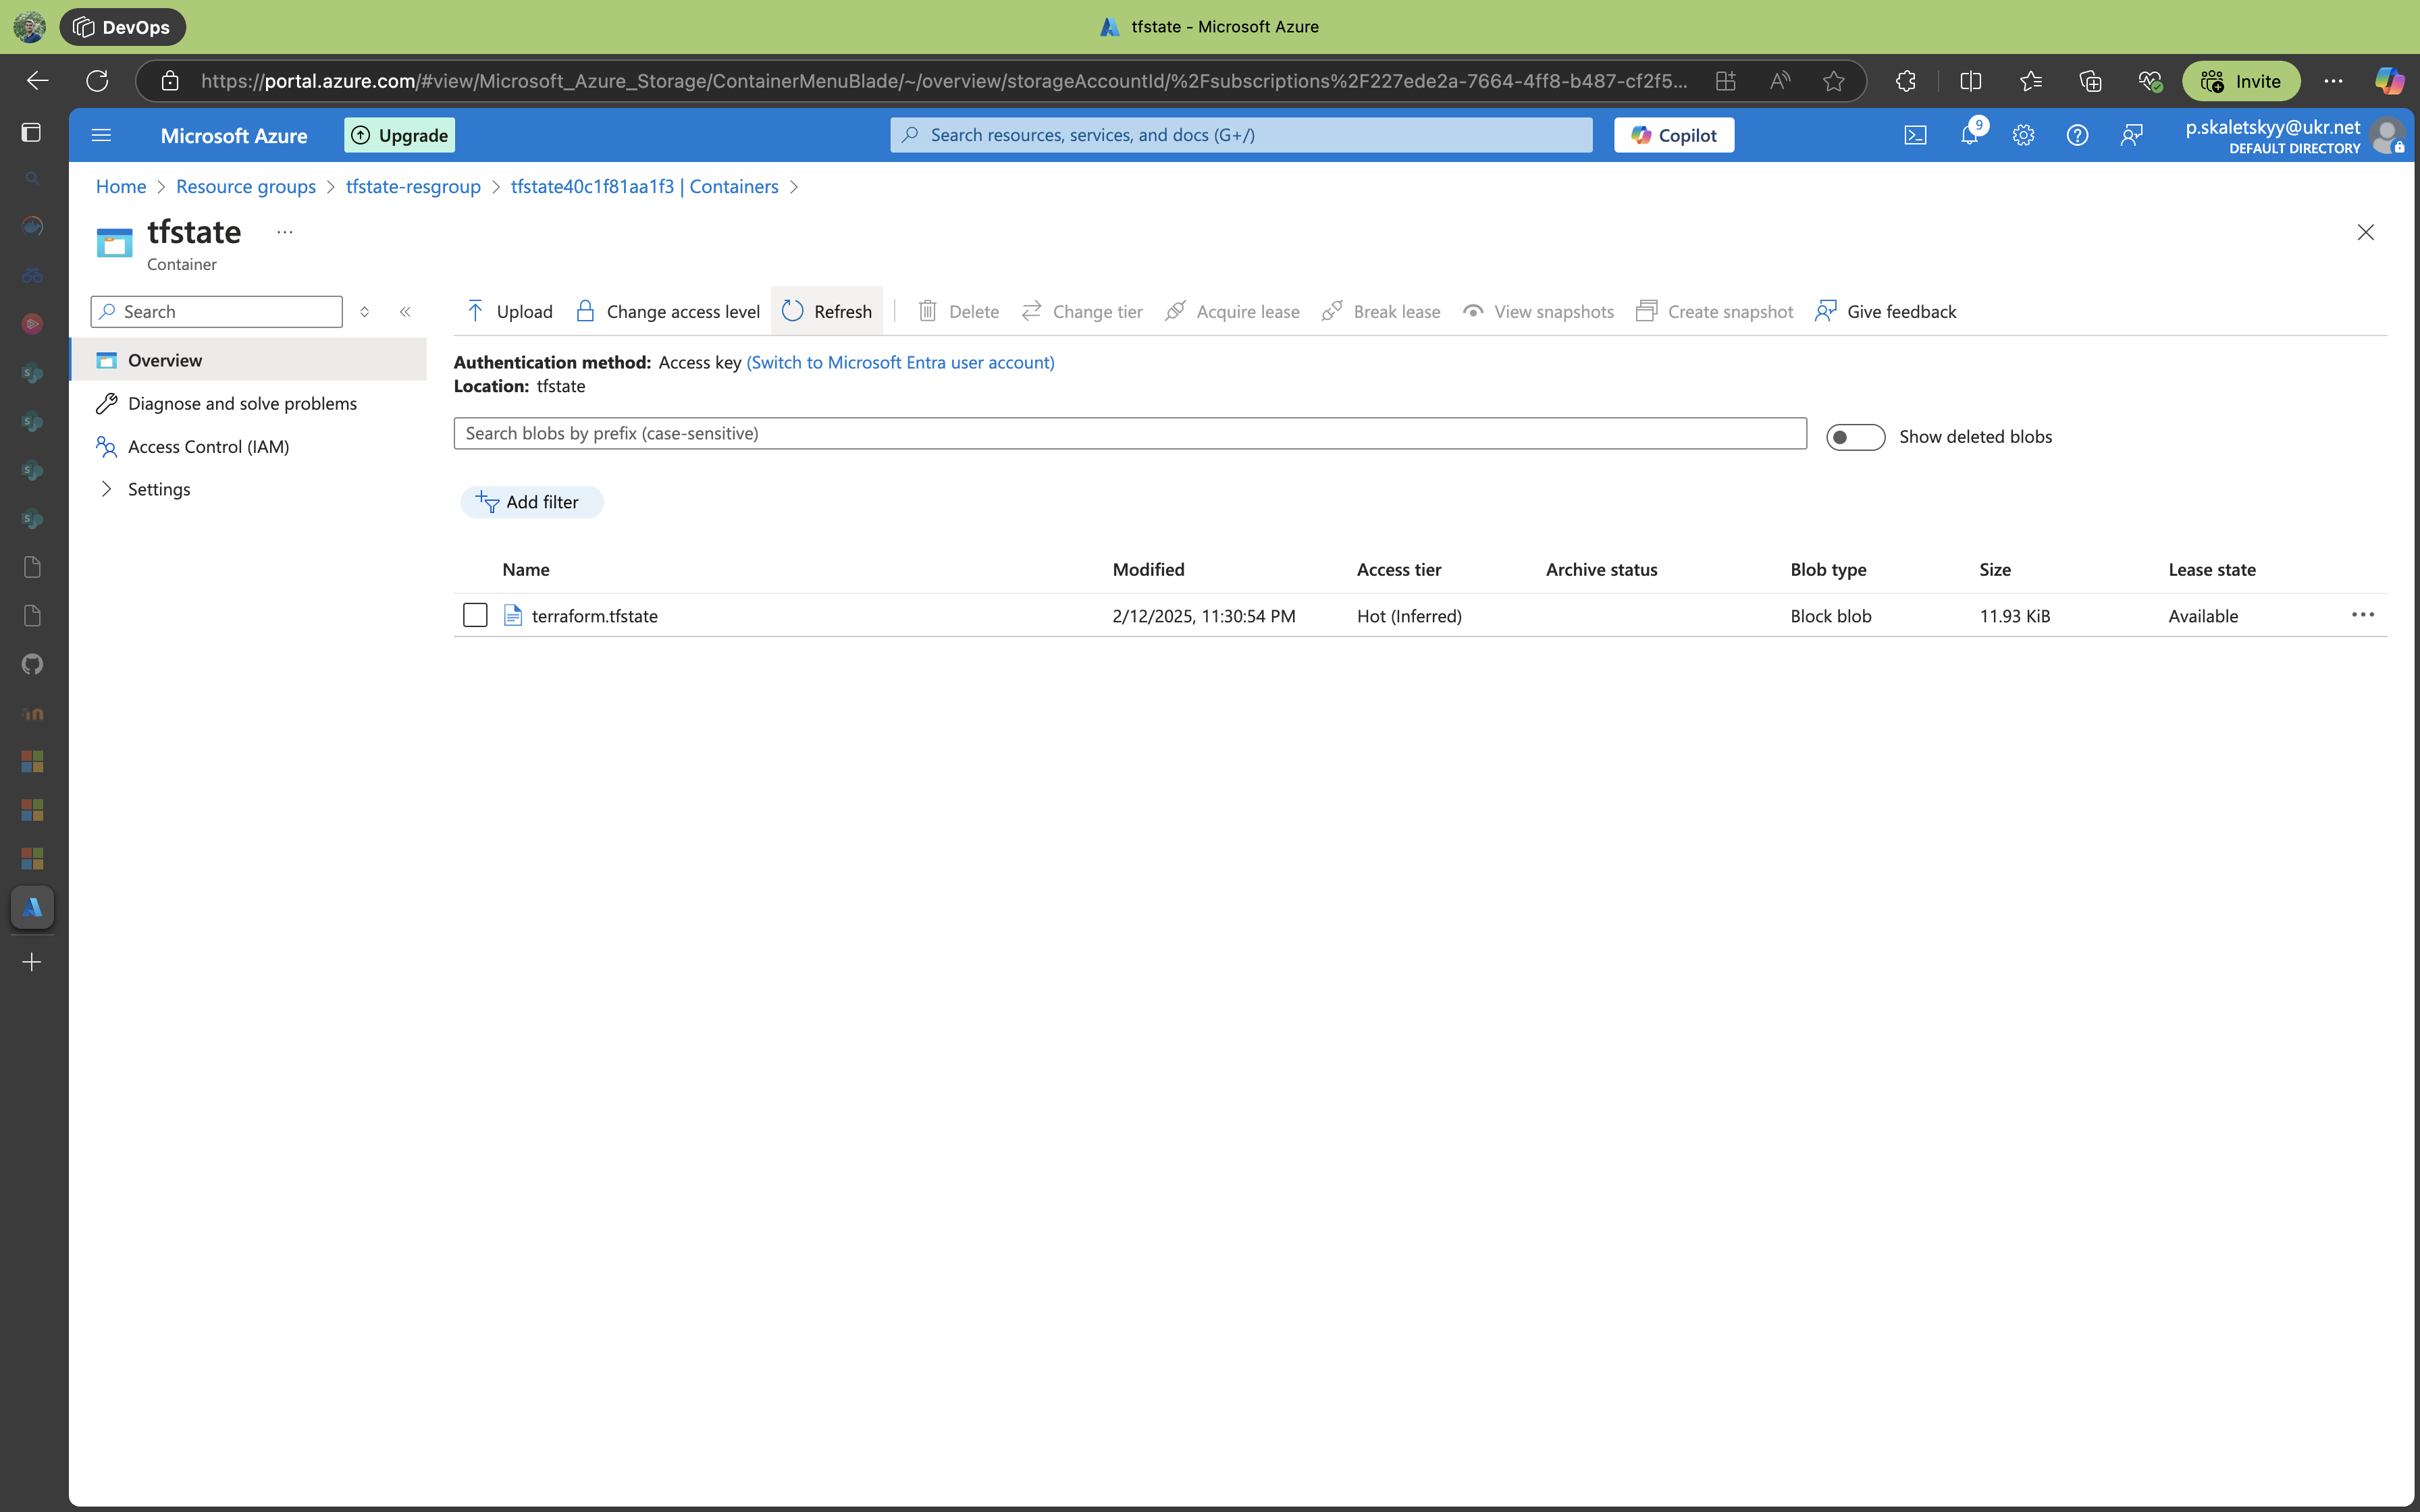 DevOps
tfstate - Microsoft Azure
https://portal.azure.com/#view/Microsoft_Azure_Storage/ContainerMenuBlade/~/overview/storageAccountId/%2Fsubscriptions%2F227ede2a-7664-4ff8-b487-cf2f5...
Invite
Microsoft Azure
Upgrade
Search resources, services, and docs (G+/)
Copilot
9
p.skaletskyy@ukr.net
DEFAULT DIRECTORY
Home > Resource groups > tfstate-resgroup > tfstate40c1f81aa1f3 | Containers >
tfstate ...
Container
Search
Upload Change access level Refresh Delete Change tier Acquire lease Break lease View snapshots Create snapshot Give feedback
Overview
Diagnose and solve problems
Access Control (IAM)
Settings
Authentication method: Access key (Switch to Microsoft Entra user account)
Location: tfstate
Search blobs by prefix (case-sensitive)
Show deleted blobs
Add filter
Name Modified Access tier Archive status Blob type Size Lease state
terraform.tfstate 2/12/2025, 11:30:54 PM Hot (Inferred) Block blob 11.93 KiB Available ...